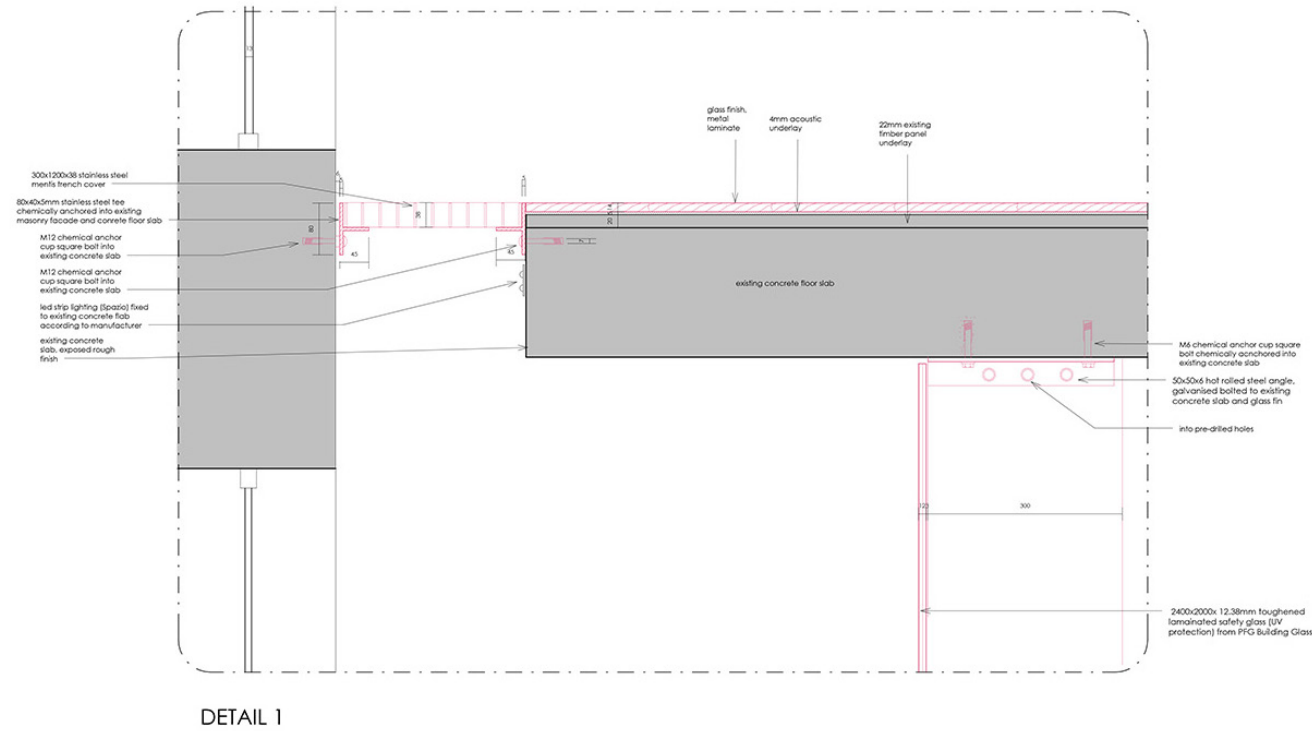 glass finish,
metal
laminate
4mm acoustic
underlay
22mm existing
timber panel
underlay
300x1200x38 stainless steel
mentis trench cover
80x40x5mm stainless steel tee
chemically anchored into existing
masonry facade and conrete floor slab
M12 chemical anchor
cup square bolt into
existing concrete slab
M12 chemical anchor
cup square bolt into
existing concrete slab
led strip lighting (Spazio) fixed
to existing concrete flab
according to manufacturer
existing concrete
slab, exposed rough
finish
80
38
45
45
existing concrete floor slab
M6 chemical anchor cup square
bolt chemically acnchored into
existing concrete slab
50x50x6 hot rolled steel angle,
galvanised bolted to existing
concrete slab and glass fin
into pre-drilled holes
300
2400x2000x 12.38mm toughened
lamainated safety glass (UV
protection) from PFG Building Glass
DETAIL 1